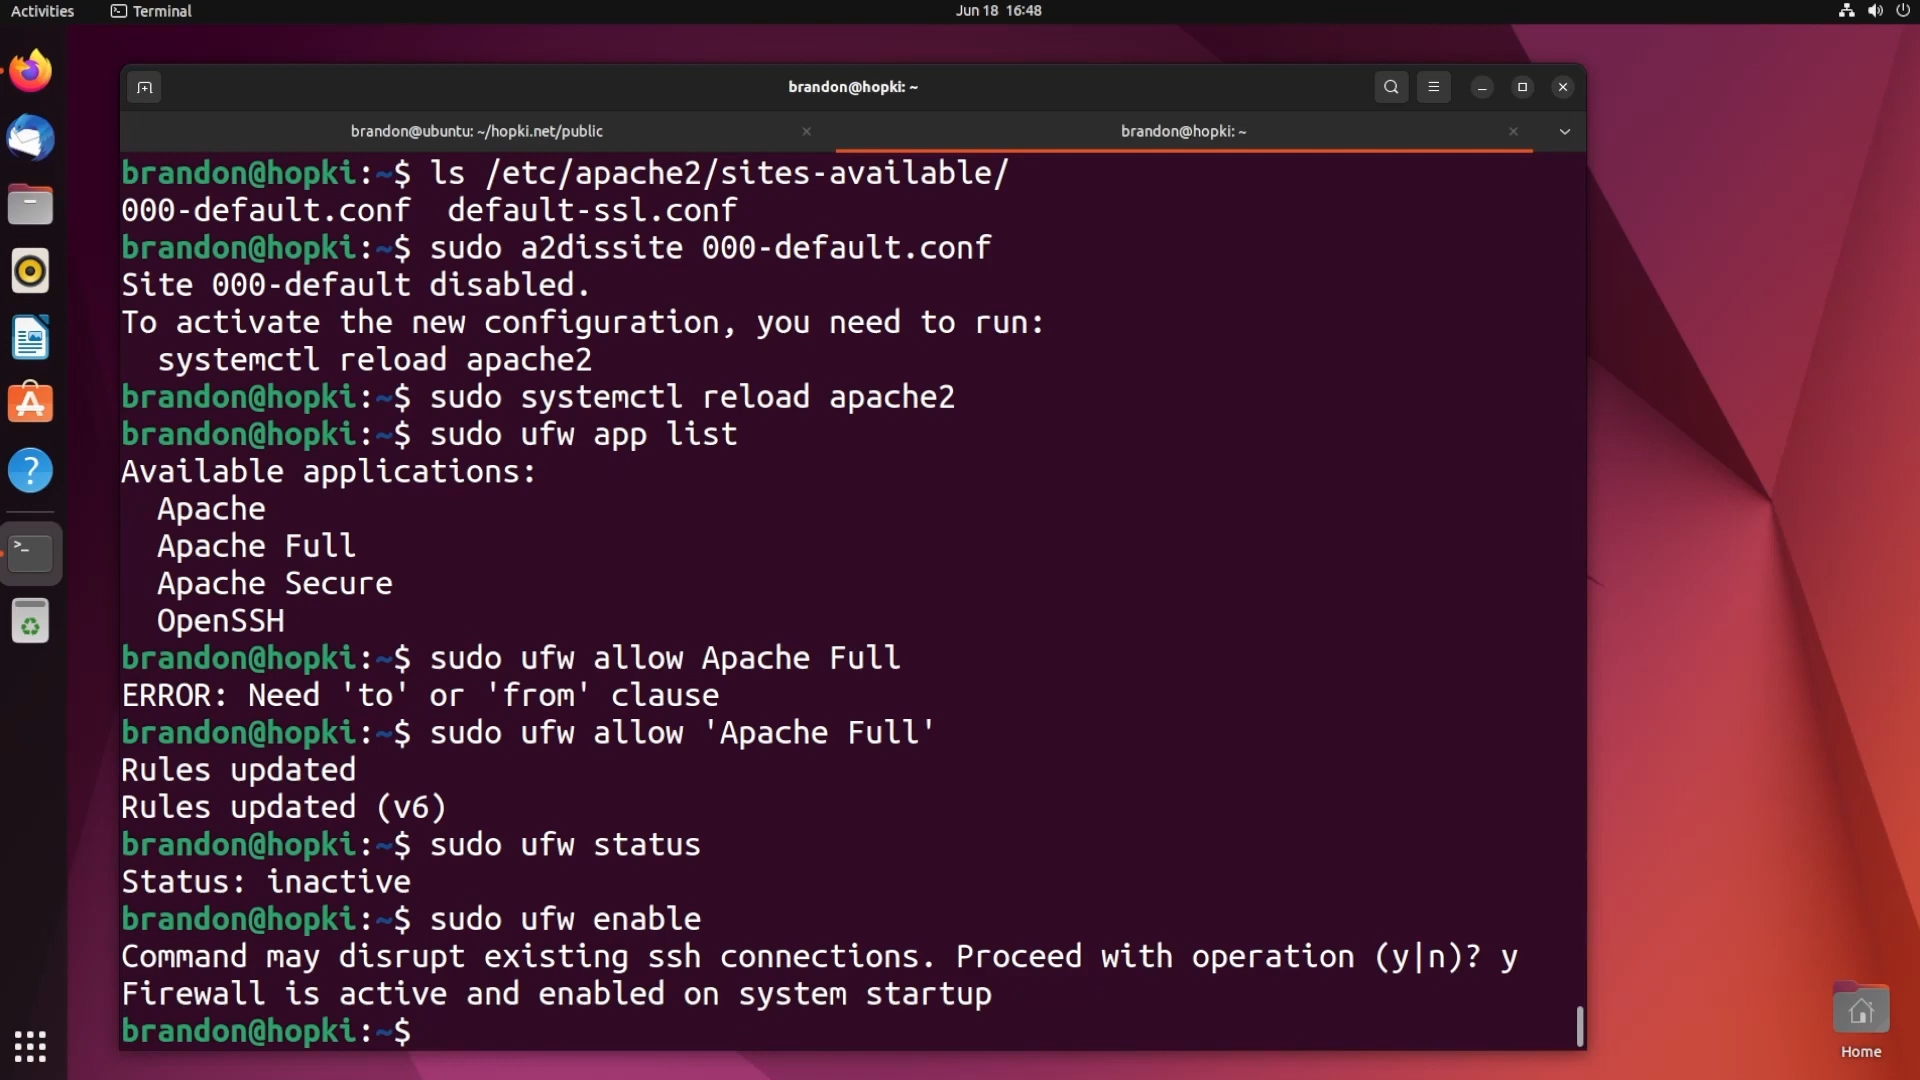 Activities Terminal Jun 18 16:48
brandon@hopki: ~
brandon@ubuntu: ~/hopki.net/public brandon@hopki: ~
brandon@hopki:~$ ls /etc/apache2/sites-available/
000-default.conf  default-ssl.conf
brandon@hopki:~$ sudo a2dissite 000-default.conf
Site 000-default disabled.
To activate the new configuration, you need to run:
  systemctl reload apache2
brandon@hopki:~$ sudo systemctl reload apache2
brandon@hopki:~$ sudo ufw app list
Available applications:
  Apache
  Apache Full
  Apache Secure
  OpenSSH
brandon@hopki:~$ sudo ufw allow Apache Full
ERROR: Need 'to' or 'from' clause
brandon@hopki:~$ sudo ufw allow 'Apache Full'
Rules updated
Rules updated (v6)
brandon@hopki:~$ sudo ufw status
Status: inactive
brandon@hopki:~$ sudo ufw enable
Command may disrupt existing ssh connections. Proceed with operation (y|n)? y
Firewall is active and enabled on system startup
brandon@hopki:~$
Home